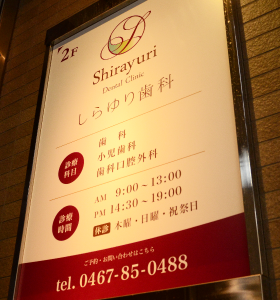 2F
Shirayuri
Dental Clinic
しらゆり歯科
診療科目
歯 科
小児歯科
歯科口腔外科
診療時間
AM 9:00~13:00
PM 14:30~19:00
休診 木曜・日曜・祝祭日
ご予約・お問い合わせはこちら
tel. 0467-85-0488